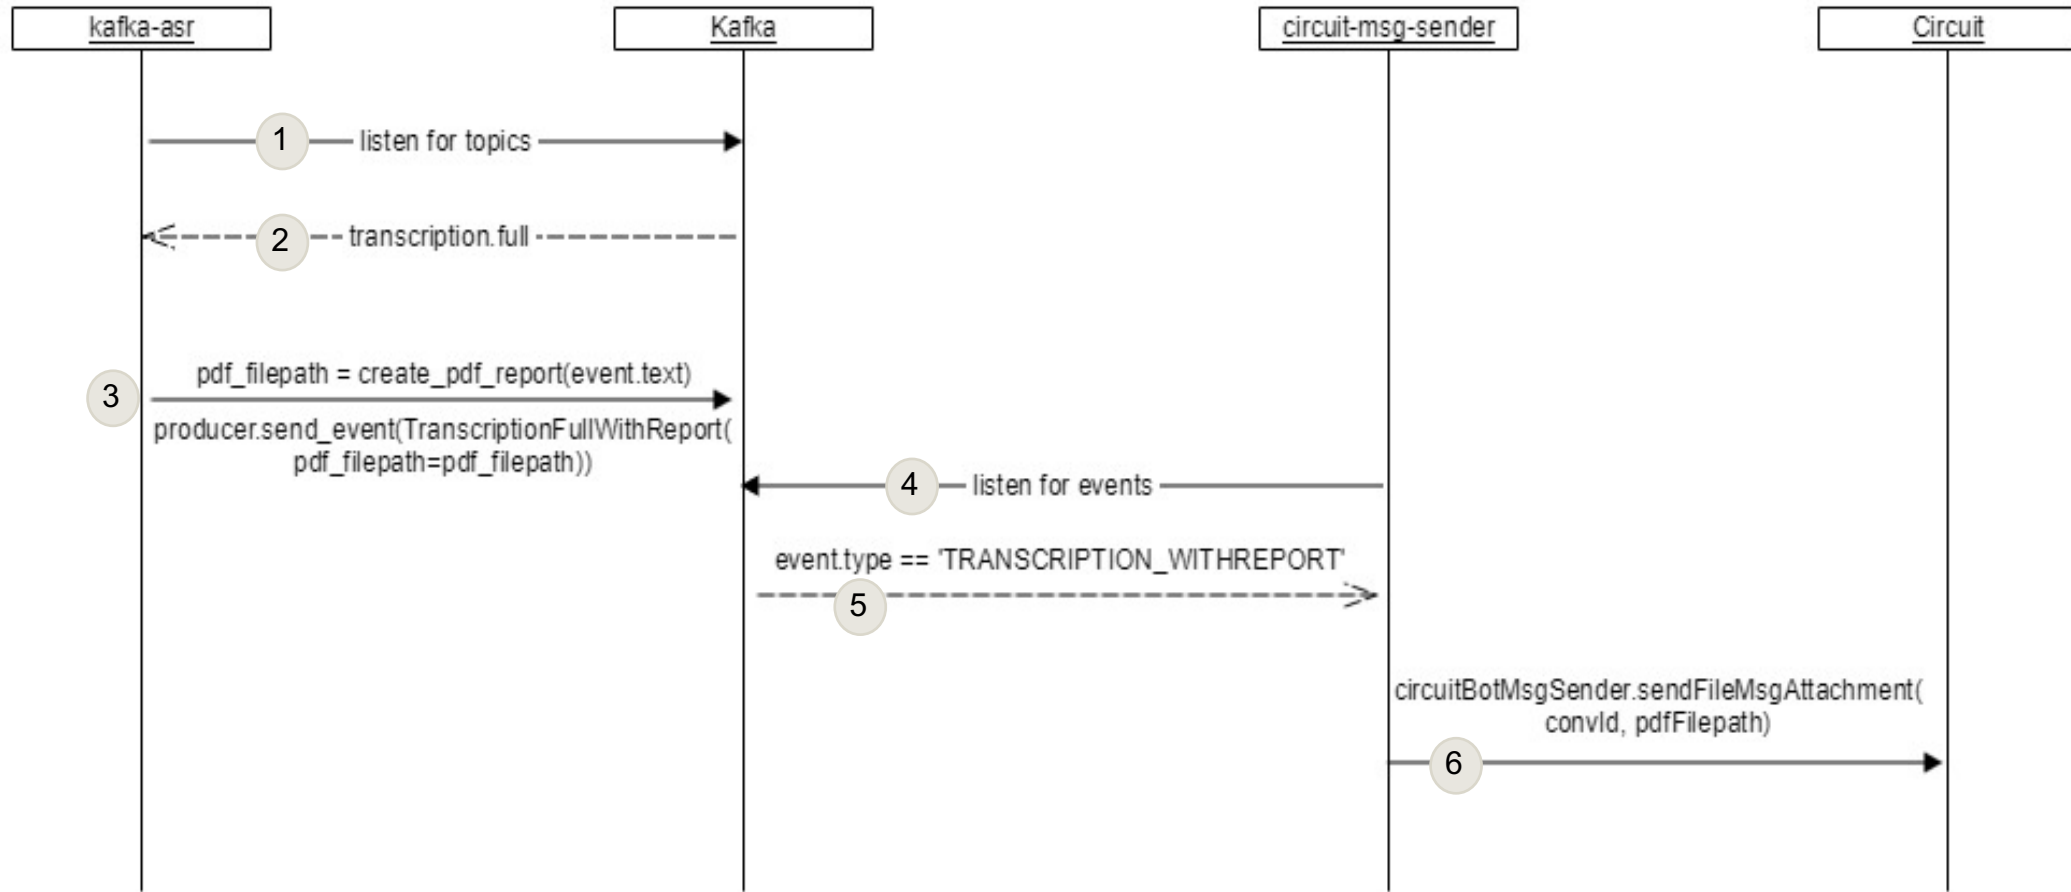 kafka-asr
Kafka
circuit-msg-sender
Circuit
1
listen for topics
2
transcription.full
3
pdf_filepath = create_pdf_report(event.text)
producer.send_event(TranscriptionFullWithReport(
pdf_filepath=pdf_filepath))
4
listen for events
event.type == 'TRANSCRIPTION_WITHREPORT'
5
circuitBotMsgSender.sendFileMsgAttachment(
convId, pdfFilepath)
6